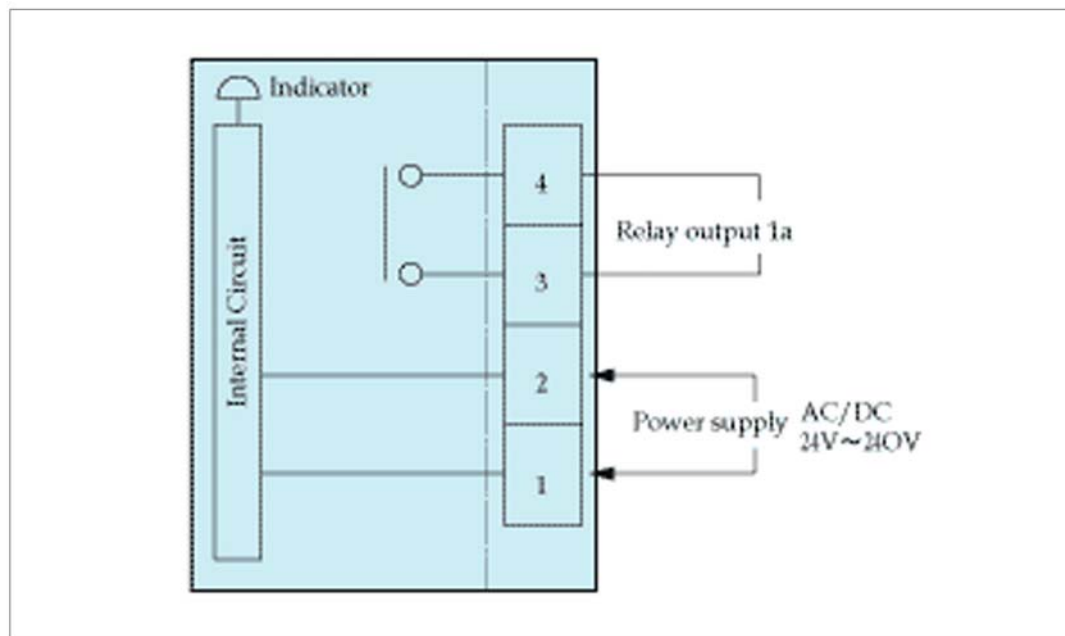 Indicator
Internal Circuit
4
Relay output 1a
3
2
Power supply AC/DC
24V~240V
1